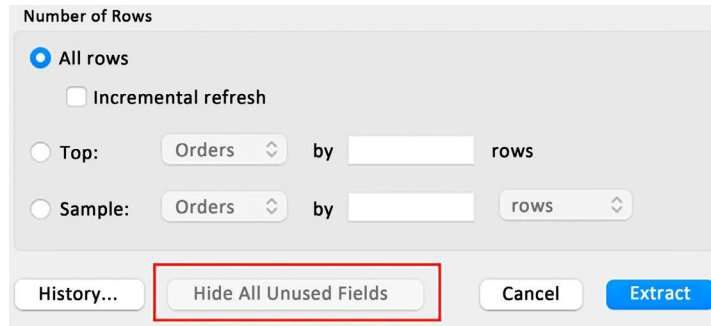 Number of Rows
All rows
Incremental refresh
Top: Orders by rows
Sample: Orders by rows
History... Hide All Unused Fields Cancel Extract